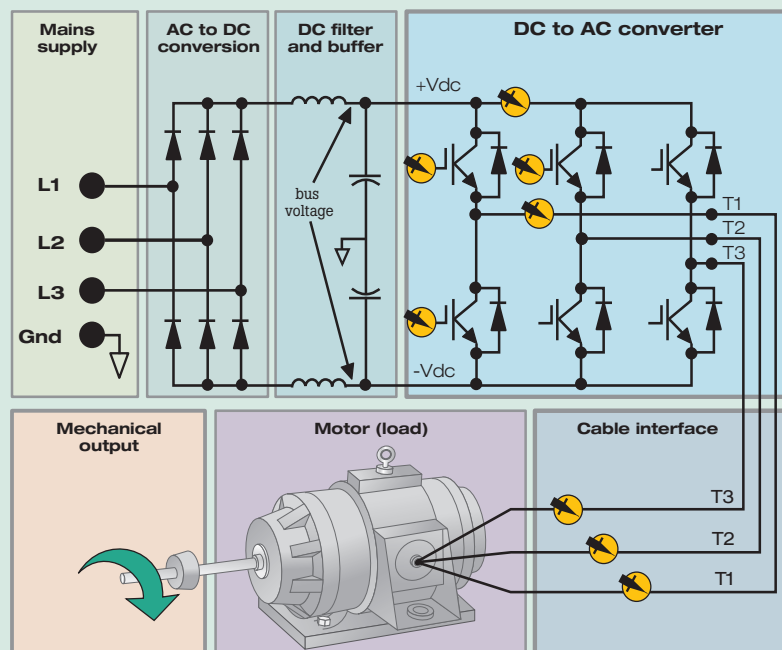 Mains
supply
AC to DC
conversion
DC filter
and buffer
DC to AC converter
+Vdc
L1
L2
L3
Gnd
bus
voltage
T1
T2
T3
-Vdc
Mechanical
output
Motor (load)
Cable interface
T3
T2
T1